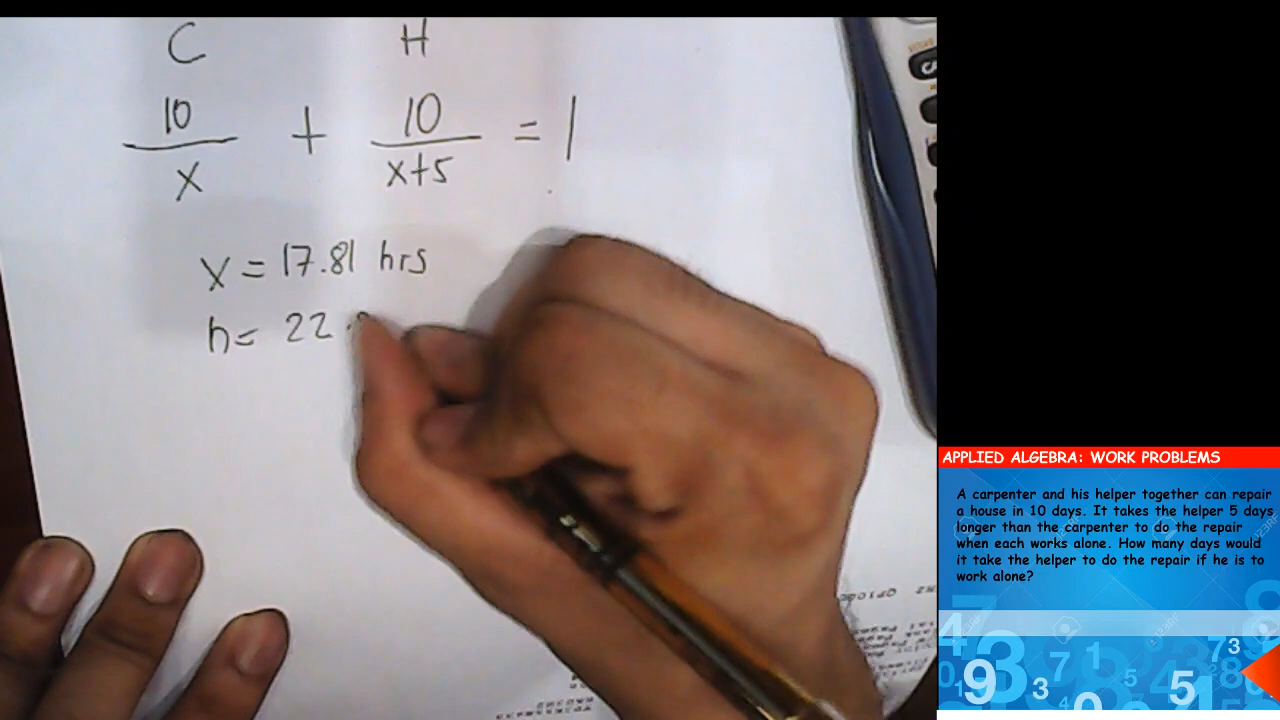 C H
10 / x + 10 / x+5 = 1
x = 17.81 hrs
h = 22.
APPLIED ALGEBRA: WORK PROBLEMS
A carpenter and his helper together can repair
a house in 10 days. It takes the helper 5 days
longer than the carpenter to do the repair
when each works alone. How many days would
it take the helper to do the repair if he is to
work alone?